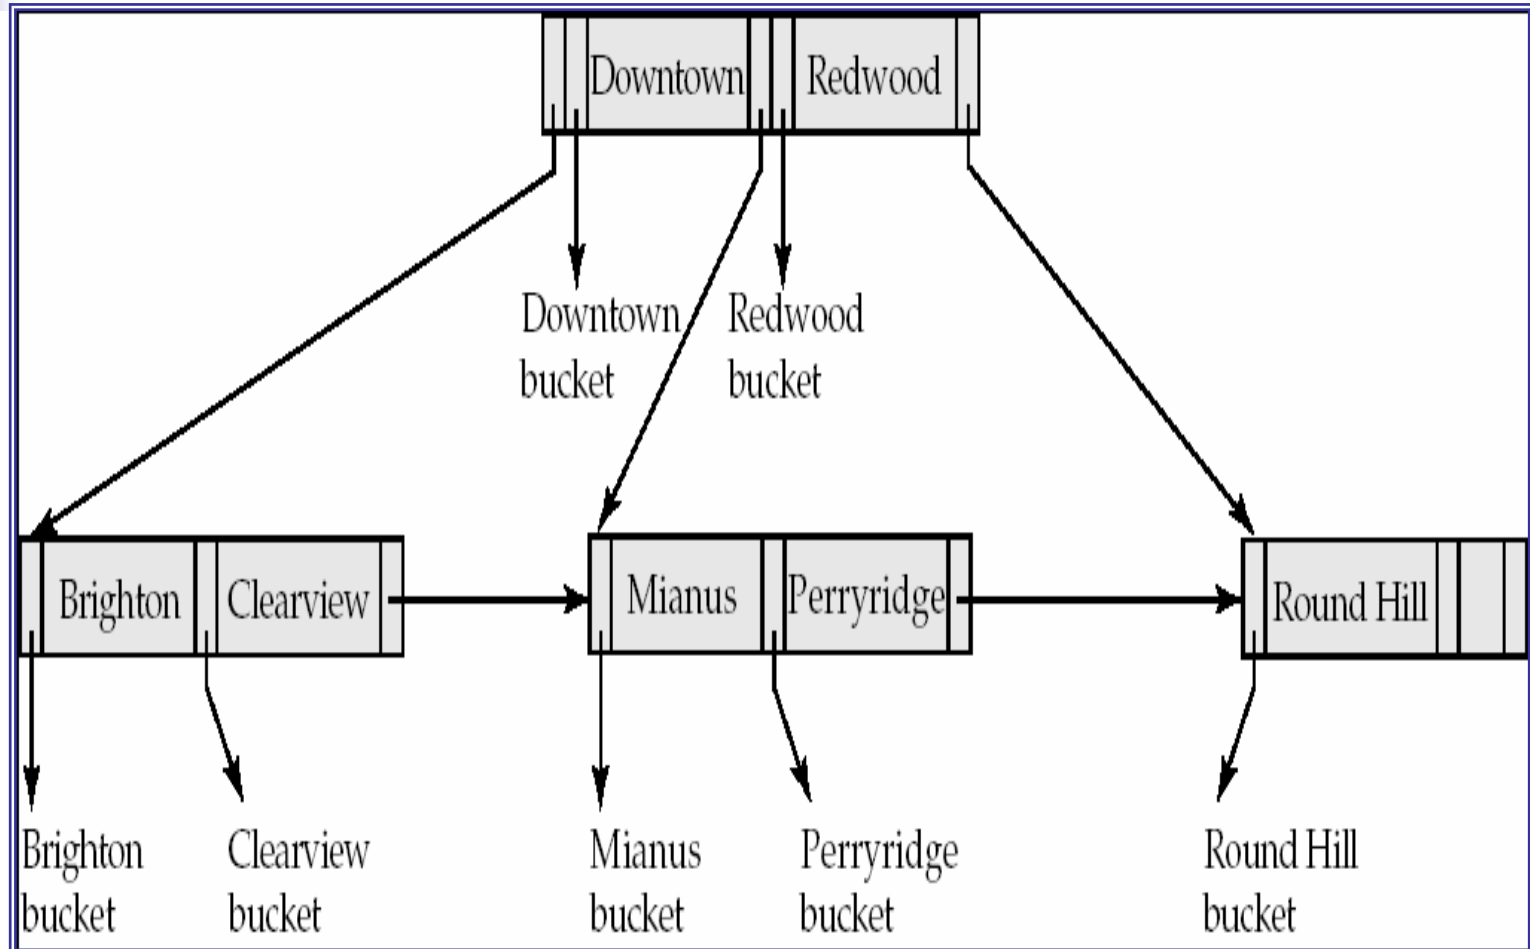 Downtown Redwood
Downtown
bucket
Redwood
bucket
Brighton Clearview
Mianus Perryridge
Round Hill
Brighton
bucket
Clearview
bucket
Mianus
bucket
Perryridge
bucket
Round Hill
bucket